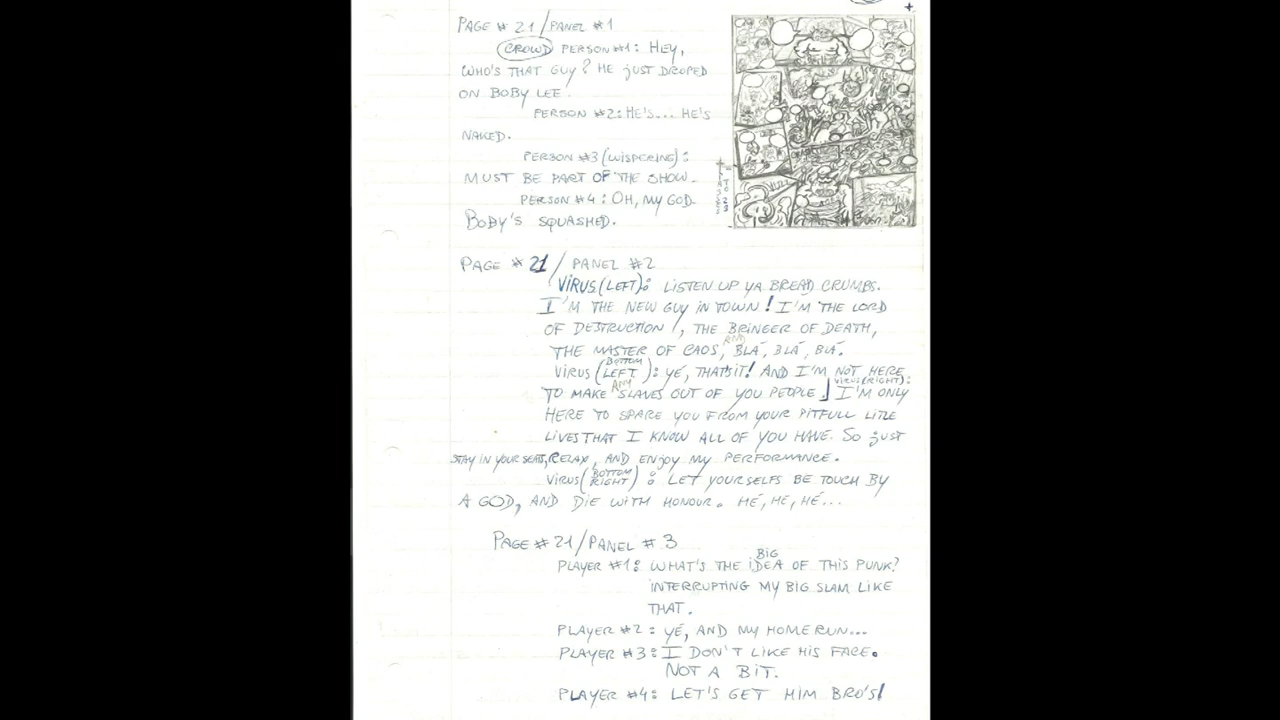 PAGE # 21 / PANEL #1
CROWD PERSON #1: HEY,
WHO'S THAT GUY? HE JUST DROPED
ON BOBY LEE.
PERSON #2: HE'S... HE'S
NAKED.
PERSON #3 (WISPERING):
MUST BE PART OF THE SHOW.
PERSON #4: OH, MY GOD.
BOBY'S SQUASHED.
PAGE # 21 / PANEL #2
VIRUS (LEFT): LISTEN UP YA BREAD CRUMBS.
I'M THE NEW GUY IN TOWN! I'M THE LORD
OF DESTRUCTION, THE BRINGER OF DEATH,
THE MASTER OF CAOS, AND BLÁ, BLÁ, BLÁ.
VIRUS (BOTTOM LEFT): YÉ, THAT'S IT! AND I'M NOT HERE
TO MAKE ANY SLAVES OUT OF YOU PEOPLE. VIRUS (RIGHT): I'M ONLY
HERE TO SPARE YOU FROM YOUR PITFULL LITLE
LIVES THAT I KNOW ALL OF YOU HAVE. SO JUST
STAY IN YOUR SEATS, RELAX, AND ENJOY MY PERFORMANCE.
VIRUS (BOTTOM RIGHT): LET YOURSELFS BE TOUCH BY
A GOD, AND DIE WITH HONOUR. HÉ, HÉ, HÉ...
PAGE # 21 / PANEL # 3
PLAYER #1: WHAT'S THE BIG IDEA OF THIS PUNK?
INTERRUPTING MY BIG SLAM LIKE
THAT.
PLAYER #2: YÉ, AND MY HOMERUN...
PLAYER #3: I DON'T LIKE HIS FACE.
NOT A BIT.
PLAYER #4: LET'S GET HIM BRO'S!